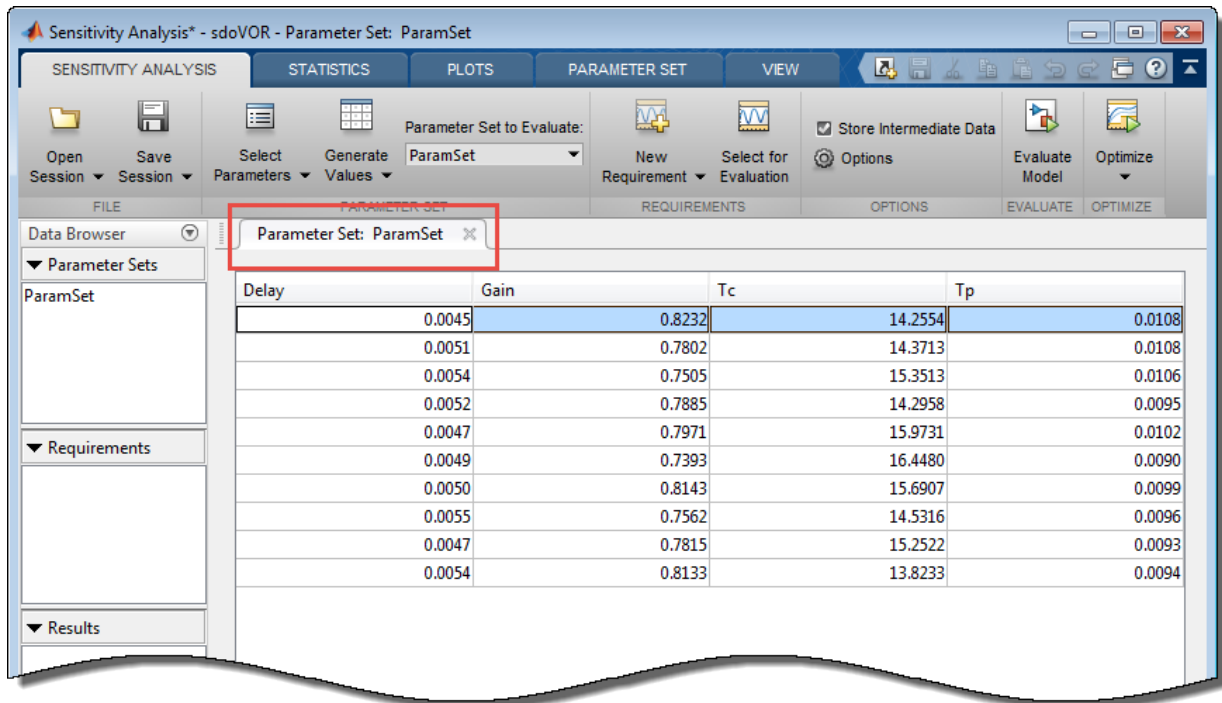 Sensitivity Analysis* - sdoVOR - Parameter Set: ParamSet
SENSITIVITY ANALYSIS STATISTICS PLOTS PARAMETER SET VIEW ?
Open Session Save Session
Select Parameters Generate Values
Parameter Set to Evaluate:
ParamSet
New Requirement Select for Evaluation
Store Intermediate Data
Options
Evaluate Model Optimize
FILE PARAMETER SET REQUIREMENTS OPTIONS EVALUATE OPTIMIZE
Data Browser
Parameter Sets
ParamSet
Requirements
Results
Parameter Set: ParamSet
Delay Gain Tc Tp
0.0045 0.8232 14.2554 0.0108
0.0051 0.7802 14.3713 0.0108
0.0054 0.7505 15.3513 0.0106
0.0052 0.7885 14.2958 0.0095
0.0047 0.7971 15.9731 0.0102
0.0049 0.7393 16.4480 0.0090
0.0050 0.8143 15.6907 0.0099
0.0055 0.7562 14.5316 0.0096
0.0047 0.7815 15.2522 0.0093
0.0054 0.8133 13.8233 0.0094